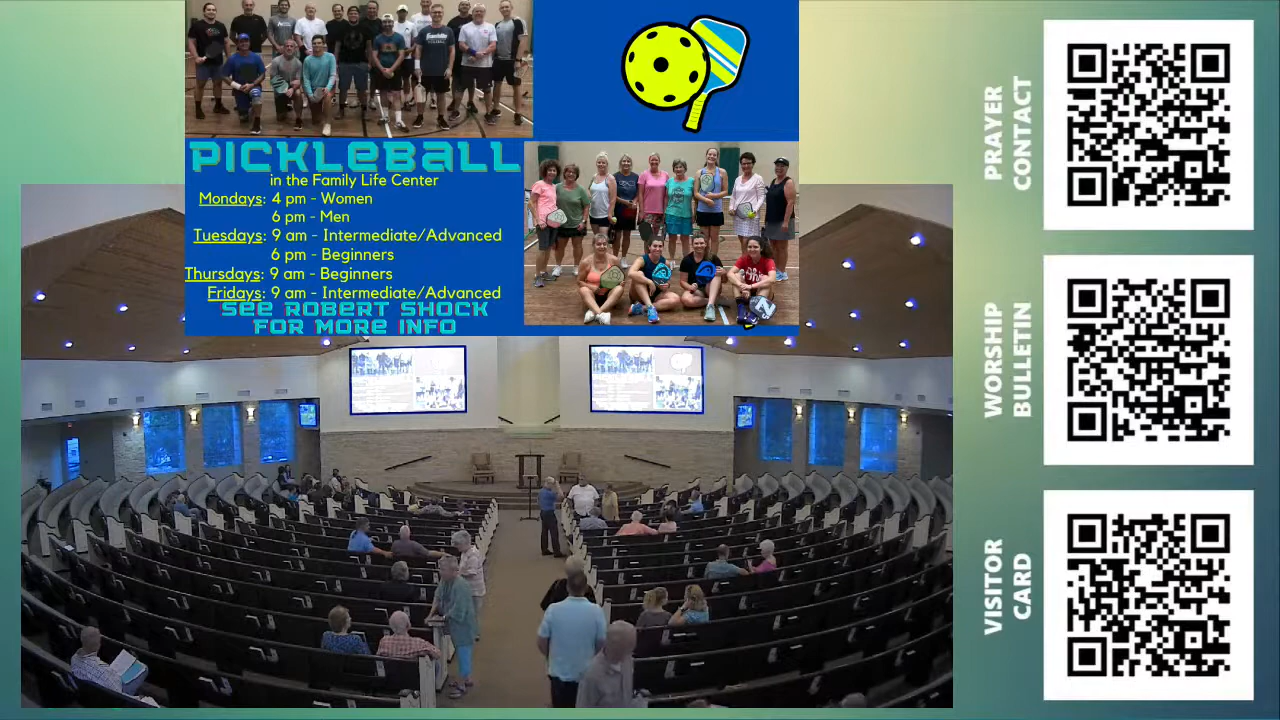 PICKLEBALL
in the Family Life Center
Mondays: 4 pm - Women
6 pm - Men
Tuesdays: 9 am - Intermediate/Advanced
6 pm - Beginners
Thursdays: 9 am - Beginners
Fridays: 9 am - Intermediate/Advanced
SEE ROBERT SHOCK
FOR MORE INFO
PRAYER
CONTACT
WORSHIP
BULLETIN
VISITOR
CARD